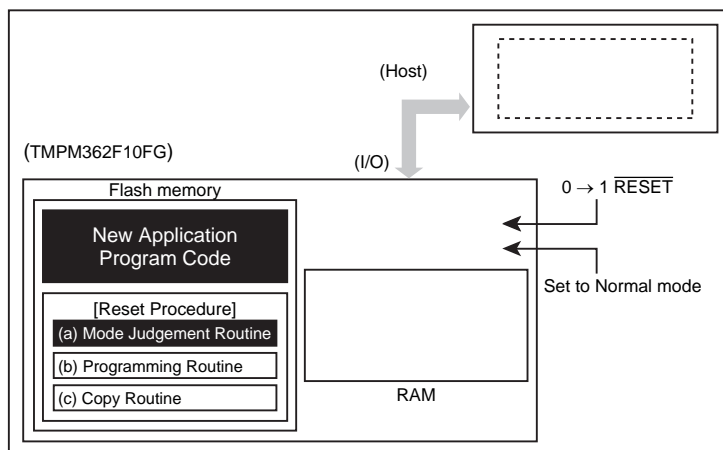 (Host)
(TMPM362F10FG)
(I/O)
Flash memory
0 → 1 RESET
New Application
Program Code
Set to Normal mode
[Reset Procedure]
(a) Mode Judgement Routine
(b) Programming Routine
(c) Copy Routine
RAM